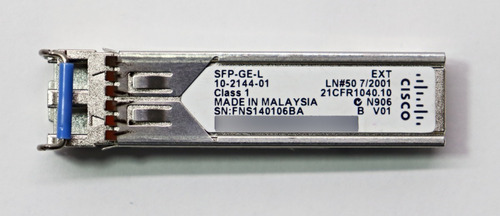 SFP-GE-L EXT
10-2144-01 LN#50 7/2001
Class 1 21CFR1040.10
MADE IN MALAYSIA N906
SN:FNS140106BA B V01
CISCO